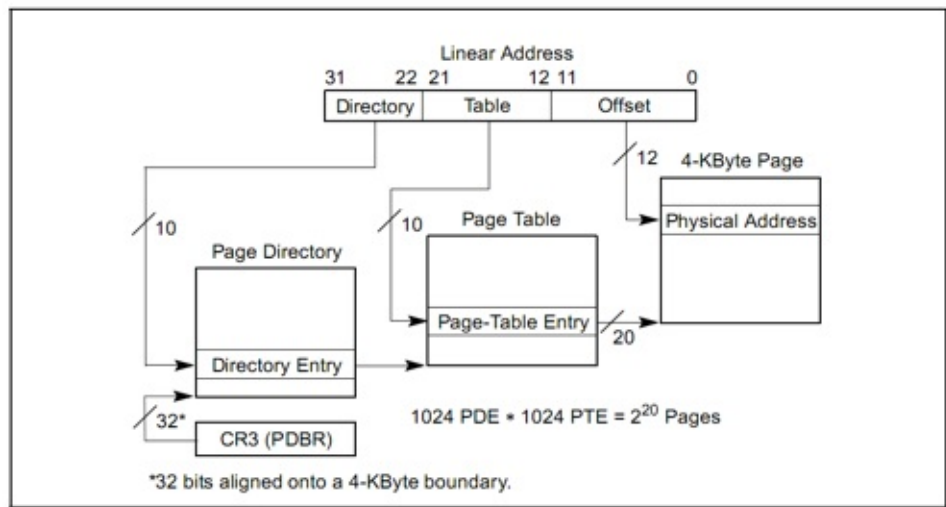 Linear Address
31 22 21 12 11 0
Directory Table Offset
12 4-KByte Page
10 10 Page Table Physical Address
Page Directory
Page-Table Entry 20
Directory Entry
32* 1024 PDE * 1024 PTE = 2²⁰ Pages
CR3 (PDBR)
*32 bits aligned onto a 4-KByte boundary.